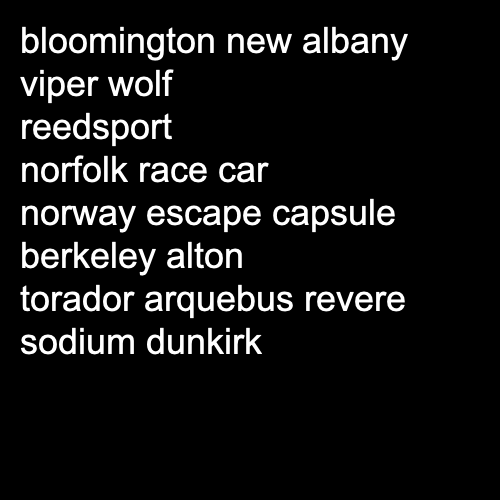 bloomington new albany
viper wolf
reedsport
norfolk race car
norway escape capsule
berkeley alton
torador arquebus revere
sodium dunkirk